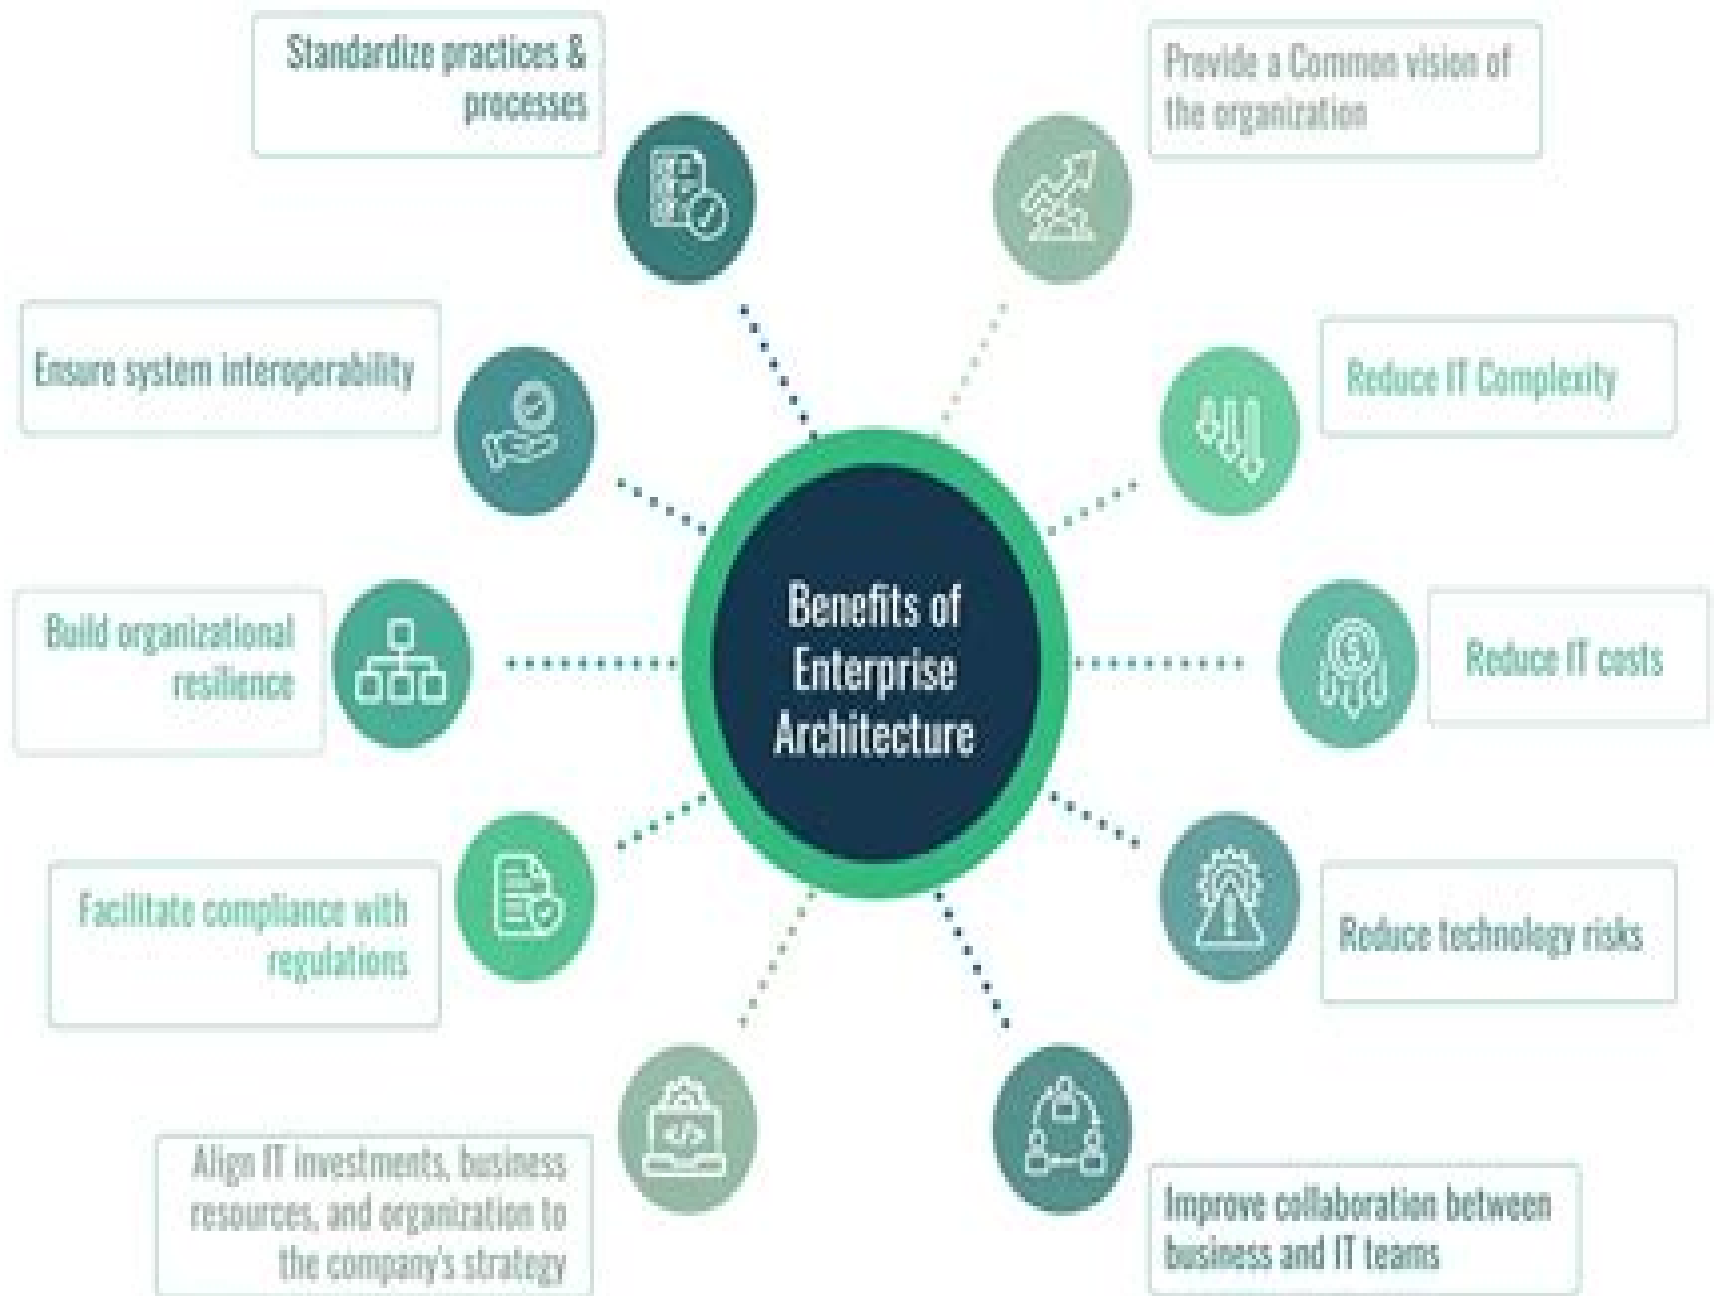 Standardize practices &
processes
Provide a Common vision of
the organization
Ensure system interoperability
Reduce IT Complexity
Build organizational
resilience
Benefits of
Enterprise
Architecture
Reduce IT costs
Facilitate compliance with
regulations
Reduce technology risks
Align IT investments, business
resources, and organization to
the company's strategy
Improve collaboration between
business and IT teams